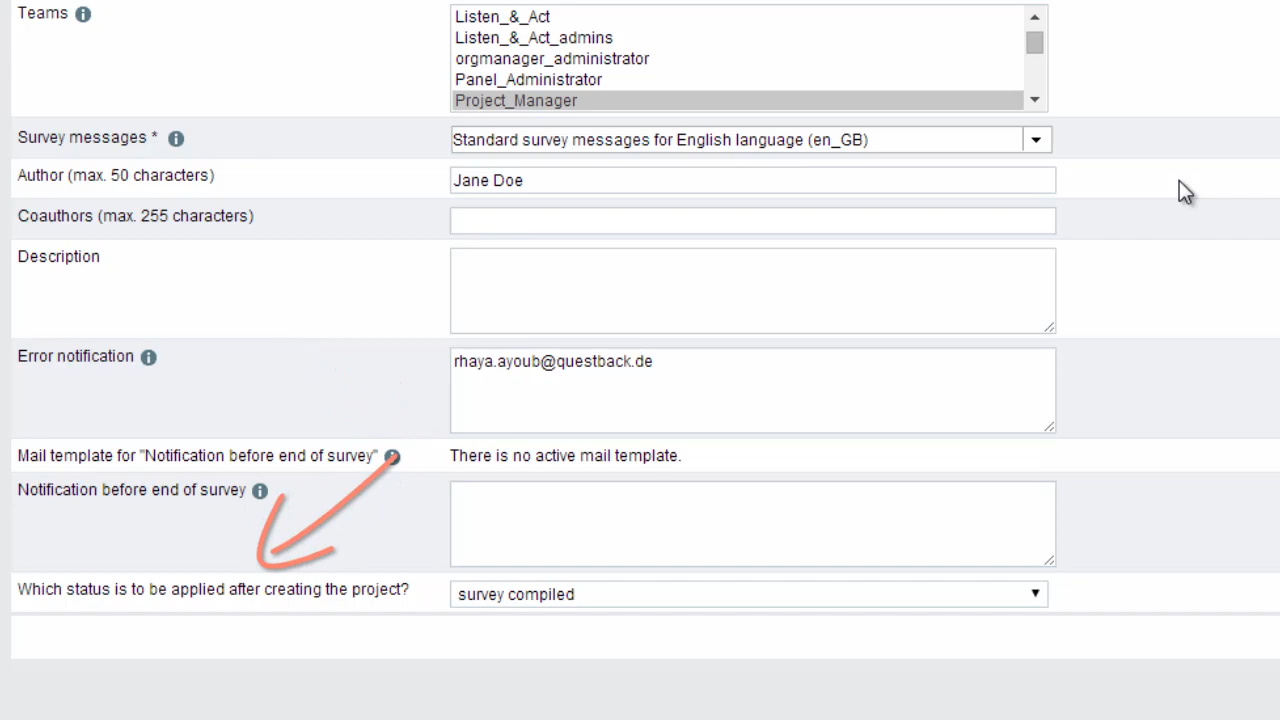 Teams
Listen_&_Act
Listen_&_Act_admins
orgmanager_administrator
Panel_Administrator
Project_Manager
Survey messages *
Standard survey messages for English language (en_GB)
Author (max. 50 characters)
Jane Doe
Coauthors (max. 255 characters)
Description
Error notification
rhaya.ayoub@questback.de
Mail template for "Notification before end of survey"
There is no active mail template.
Notification before end of survey
Which status is to be applied after creating the project?
survey compiled